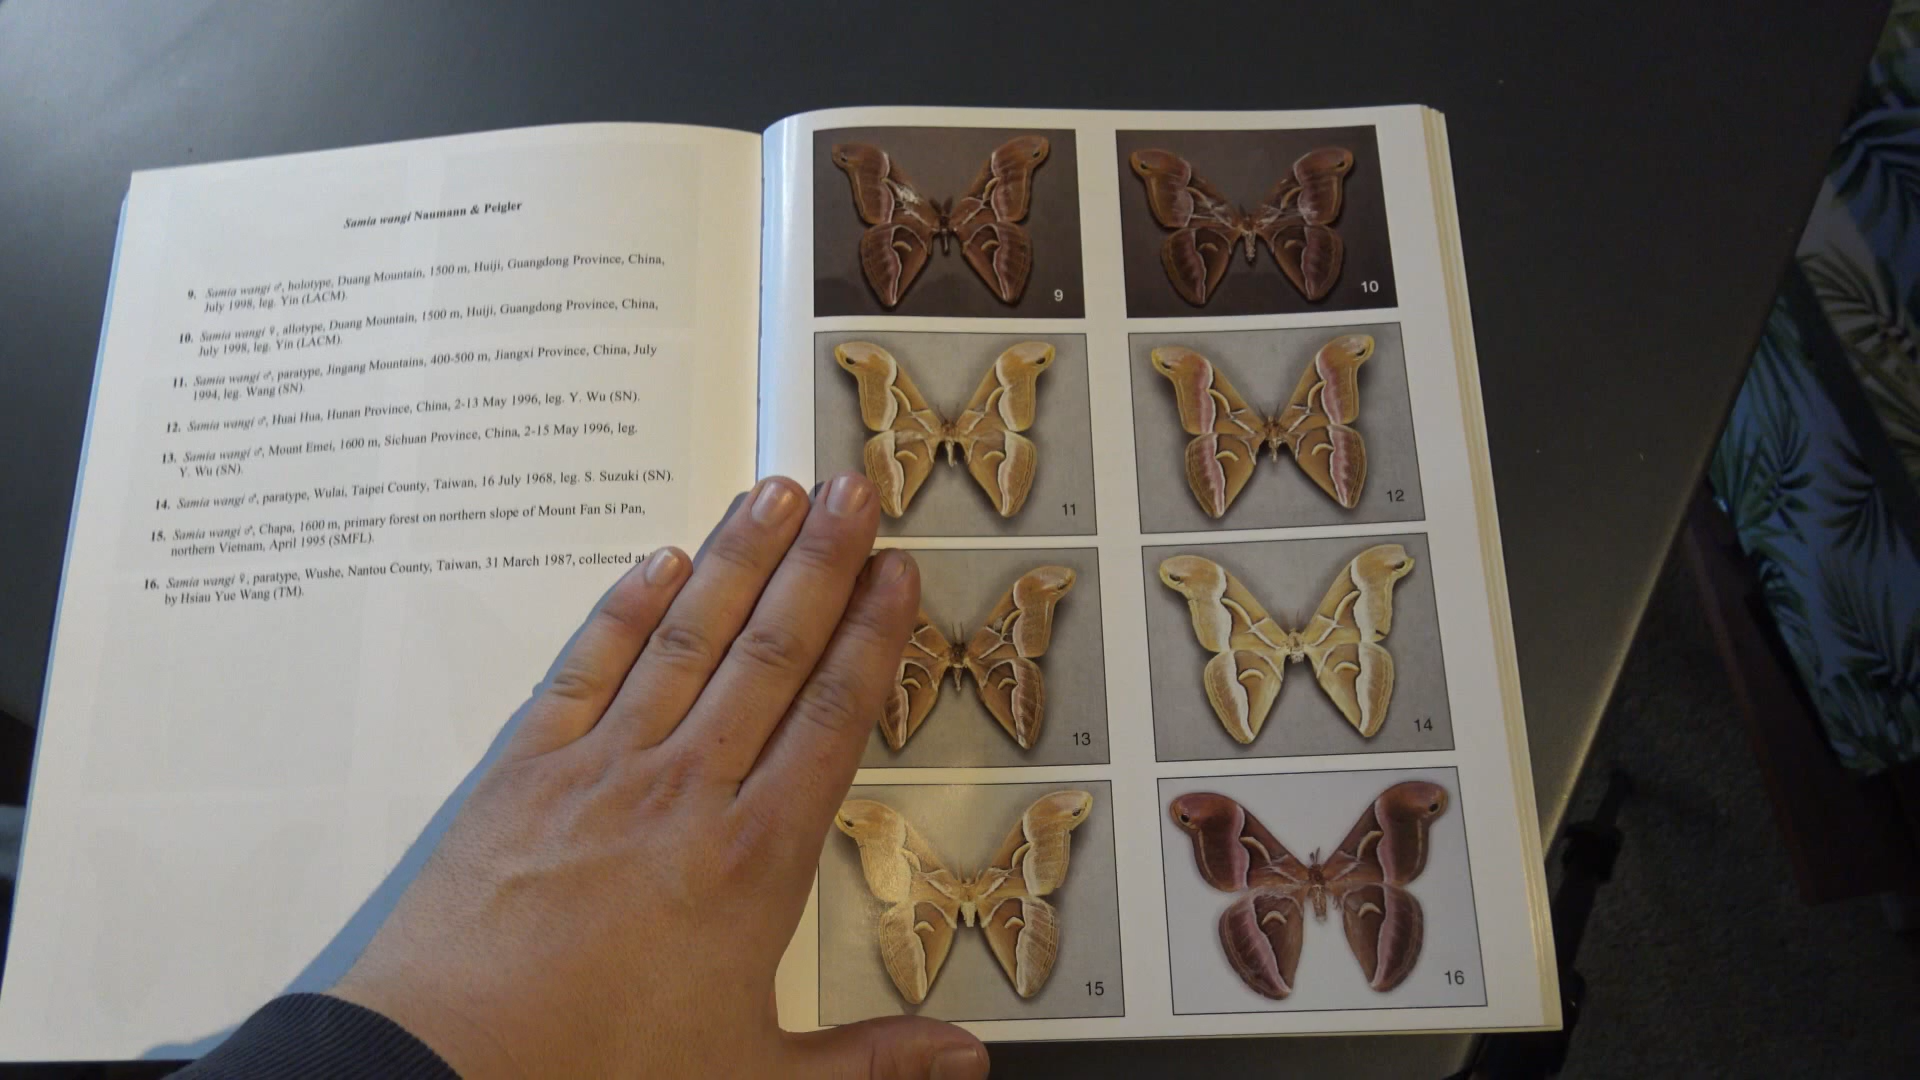 Samia wangi Naumann & Peigler
9. Samia wangi ♂, holotype, Duang Mountain, 1500 m, Huiji, Guangdong Province, China,
July 1998, leg. Yin (LACM).
10. Samia wangi ♀, allotype, Duang Mountain, 1500 m, Huiji, Guangdong Province, China,
July 1998, leg. Yin (LACM).
11. Samia wangi ♂, paratype, Jingang Mountains, 400-500 m, Jiangxi Province, China, July
1994, leg. Wang (SN).
12. Samia wangi ♂, Huai Hua, Hunan Province, China, 2-13 May 1996, leg. Y. Wu (SN).
13. Samia wangi ♂, Mount Emei, 1600 m, Sichuan Province, China, 2-15 May 1996, leg.
Y. Wu (SN).
14. Samia wangi ♂, paratype, Wulai, Taipei County, Taiwan, 16 July 1968, leg. S. Suzuki (SN).
15. Samia wangi ♂, Chapa, 1600 m, primary forest on northern slope of Mount Fan Si Pan,
northern Vietnam, April 1995 (SMFL).
16. Samia wangi ♀, paratype, Wushe, Nantou County, Taiwan, 31 March 1987, collected at
by Hsiau Yue Wang (TM).
9
10
11
12
13
14
15
16